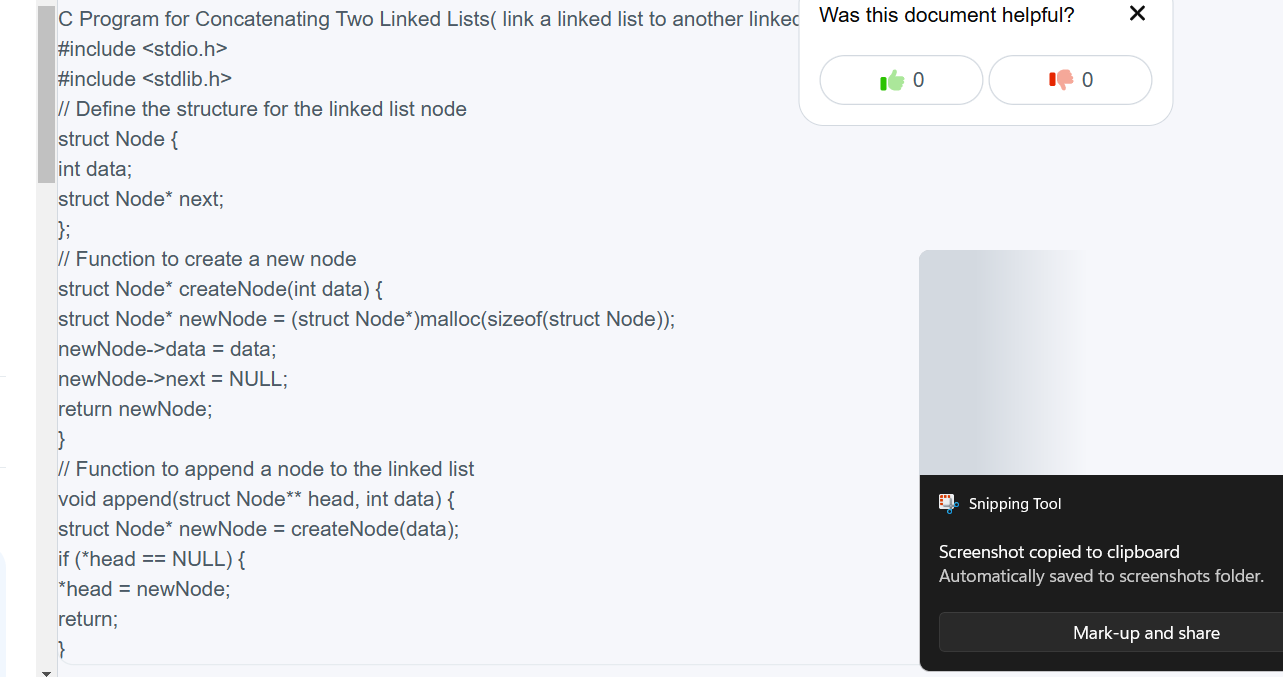 C Program for Concatenating Two Linked Lists( link a linked list to another linked
#include <stdio.h>
#include <stdlib.h>
// Define the structure for the linked list node
struct Node {
int data;
struct Node* next;
};
// Function to create a new node
struct Node* createNode(int data) {
struct Node* newNode = (struct Node*)malloc(sizeof(struct Node));
newNode->data = data;
newNode->next = NULL;
return newNode;
}
// Function to append a node to the linked list
void append(struct Node** head, int data) {
struct Node* newNode = createNode(data);
if (*head == NULL) {
*head = newNode;
return;
}
Was this document helpful?
0
0
Snipping Tool
Screenshot copied to clipboard
Automatically saved to screenshots folder.
Mark-up and share